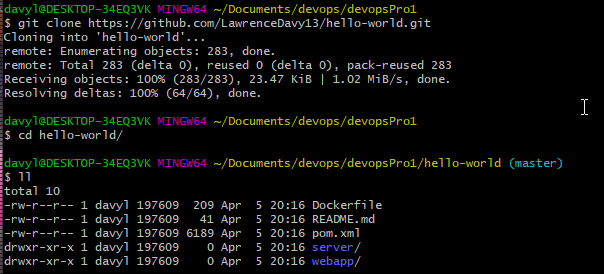 davyl@DESKTOP-34EQ3VK MINGW64 ~/Documents/devops/devopsPro1
$ git clone https://github.com/LawrenceDavy13/hello-world.git
Cloning into 'hello-world'...
remote: Enumerating objects: 283, done.
remote: Total 283 (delta 0), reused 0 (delta 0), pack-reused 283
Receiving objects: 100% (283/283), 23.47 KiB | 1.02 MiB/s, done.
Resolving deltas: 100% (64/64), done.
davyl@DESKTOP-34EQ3VK MINGW64 ~/Documents/devops/devopsPro1
$ cd hello-world/
davyl@DESKTOP-34EQ3VK MINGW64 ~/Documents/devops/devopsPro1/hello-world (master)
$ ll
total 10
-rw-r--r-- 1 davyl 197609  209 Apr  5 20:16 Dockerfile
-rw-r--r-- 1 davyl 197609   41 Apr  5 20:16 README.md
-rw-r--r-- 1 davyl 197609 6189 Apr  5 20:16 pom.xml
drwxr-xr-x 1 davyl 197609    0 Apr  5 20:16 server/
drwxr-xr-x 1 davyl 197609    0 Apr  5 20:16 webapp/